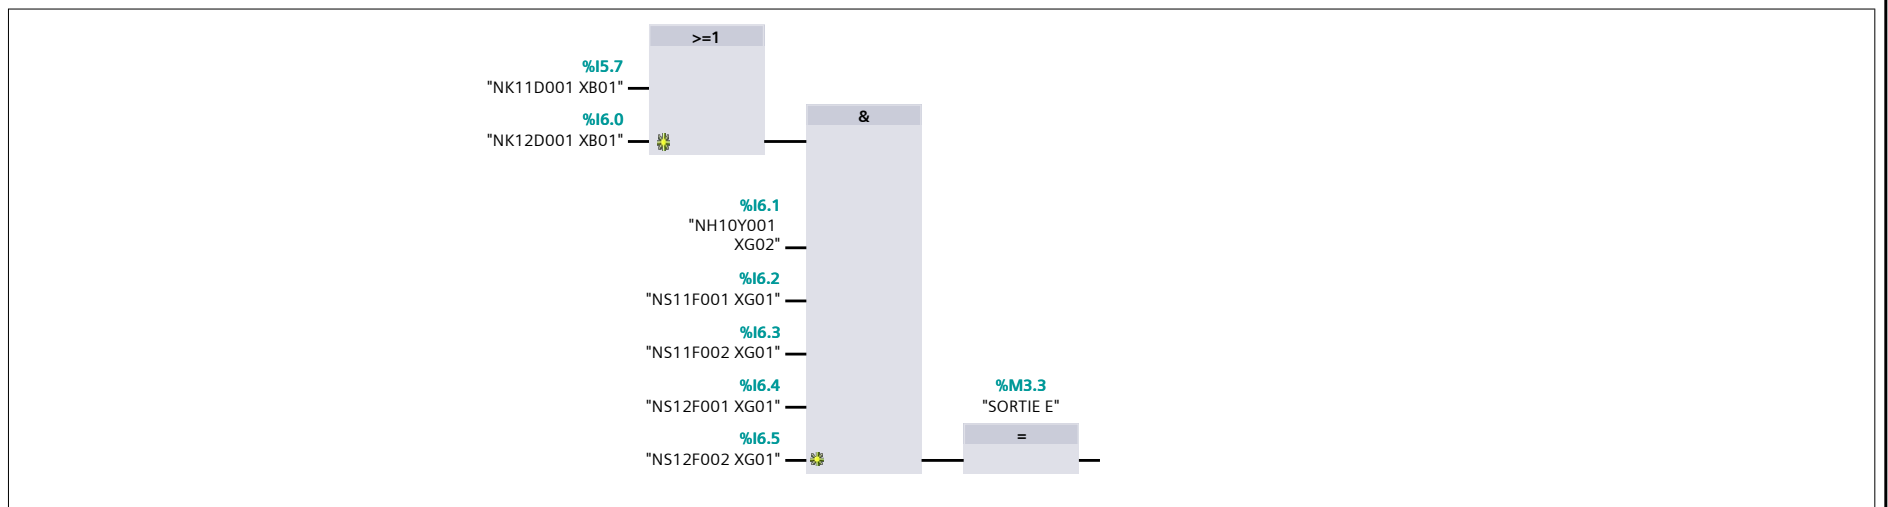 >=1
%I5.7
"NK11D001 XB01"
%I6.0
"NK12D001 XB01"
&
%I6.1
"NH10Y001
XG02"
%I6.2
"NS11F001 XG01"
%I6.3
"NS11F002 XG01"
%I6.4
"NS12F001 XG01"
%I6.5
"NS12F002 XG01"
%M3.3
"SORTIE E"
=